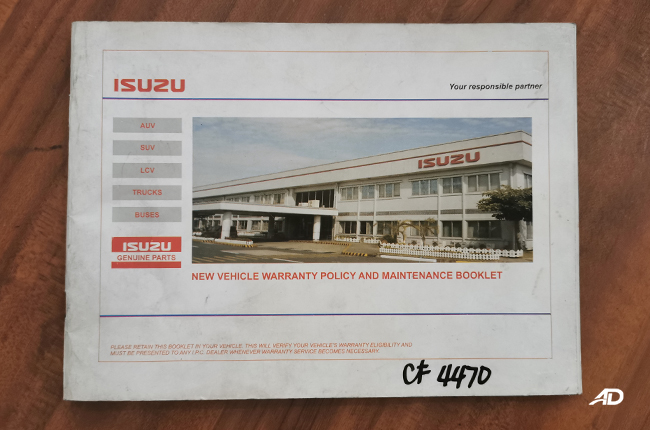 ISUZU
Your responsible partner
AUV
SUV
LCV
TRUCKS
BUSES
ISUZU
GENUINE PARTS
ISUZU
NEW VEHICLE WARRANTY POLICY AND MAINTENANCE BOOKLET
PLEASE RETAIN THIS BOOKLET IN YOUR VEHICLE. THIS WILL VERIFY YOUR VEHICLE'S WARRANTY ELIGIBILITY AND
MUST BE PRESENTED TO ANY I.P.C. DEALER WHENEVER WARRANTY SERVICE BECOMES NECESSARY.
4470
AD